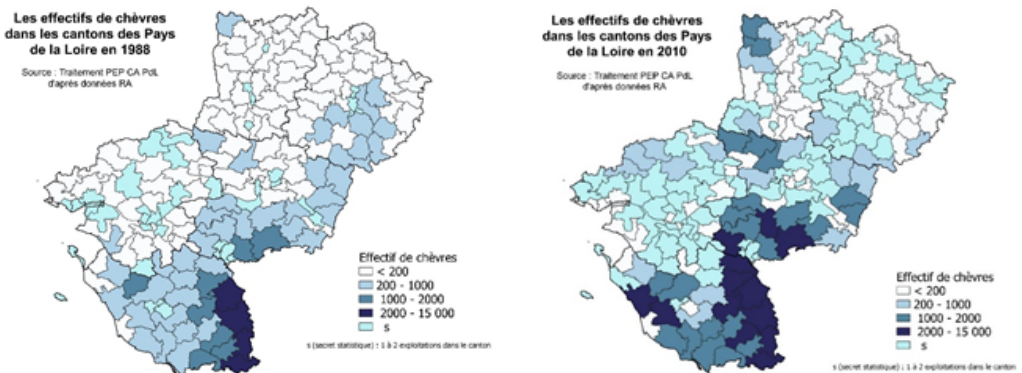 Les effectifs de chèvres
dans les cantons des Pays
de la Loire en 1988
Source : Traitement PEP CA PdL
d'après données RA
Effectif de chèvres
< 200
200 - 1000
1000 - 2000
2000 - 15 000
s
s (secret statistique) : 1 à 2 exploitations dans le canton
Les effectifs de chèvres
dans les cantons des Pays
de la Loire en 2010
Source : Traitement PEP CA PdL
d'après données RA
Effectif de chèvres
< 200
200 - 1000
1000 - 2000
2000 - 15 000
s
s (secret statistique) : 1 à 2 exploitations dans le canton